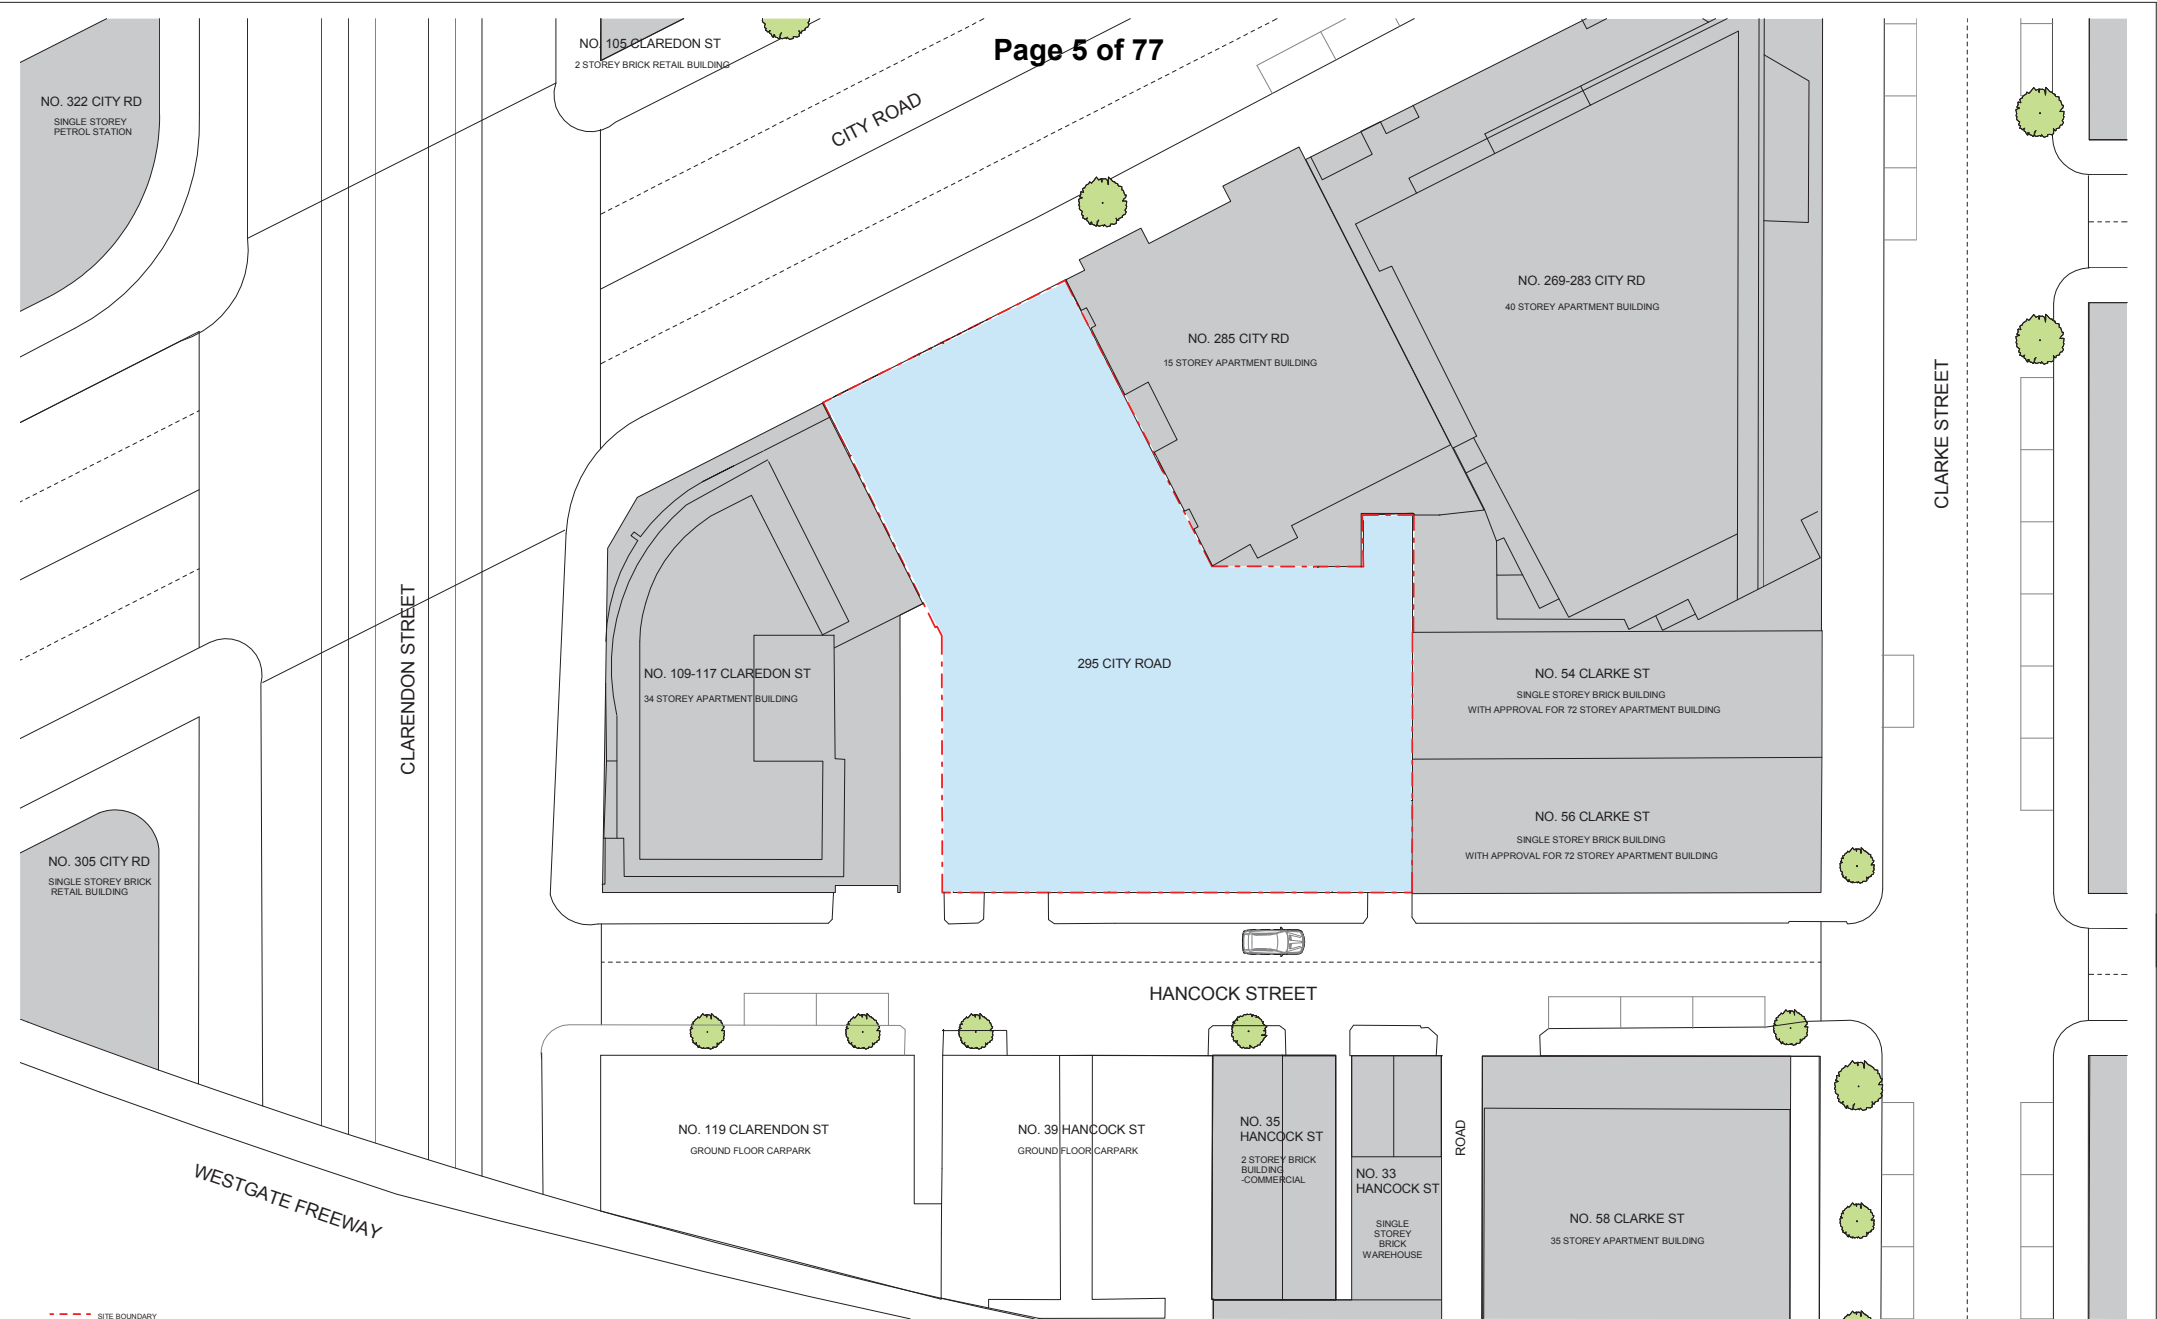 Page 5 of 77
NO. 105 CLAREDON ST
2 STOREY BRICK RETAIL BUILDING
NO. 322 CITY RD
SINGLE STOREY
PETROL STATION
CITY ROAD
NO. 269-283 CITY RD
40 STOREY APARTMENT BUILDING
NO. 285 CITY RD
15 STOREY APARTMENT BUILDING
CLARKE STREET
CLARENDON STREET
295 CITY ROAD
NO. 109-117 CLAREDON ST
34 STOREY APARTMENT BUILDING
NO. 54 CLARKE ST
SINGLE STOREY BRICK BUILDING
WITH APPROVAL FOR 72 STOREY APARTMENT BUILDING
NO. 56 CLARKE ST
SINGLE STOREY BRICK BUILDING
WITH APPROVAL FOR 72 STOREY APARTMENT BUILDING
NO. 305 CITY RD
SINGLE STOREY BRICK
RETAIL BUILDING
HANCOCK STREET
NO. 119 CLARENDON ST
GROUND FLOOR CARPARK
NO. 39 HANCOCK ST
GROUND FLOOR CARPARK
NO. 35
HANCOCK ST
2 STOREY BRICK
BUILDING
-COMMERCIAL
NO. 33
HANCOCK ST
SINGLE
STOREY
BRICK
WAREHOUSE
ROAD
NO. 58 CLARKE ST
35 STOREY APARTMENT BUILDING
WESTGATE FREEWAY
SITE BOUNDARY